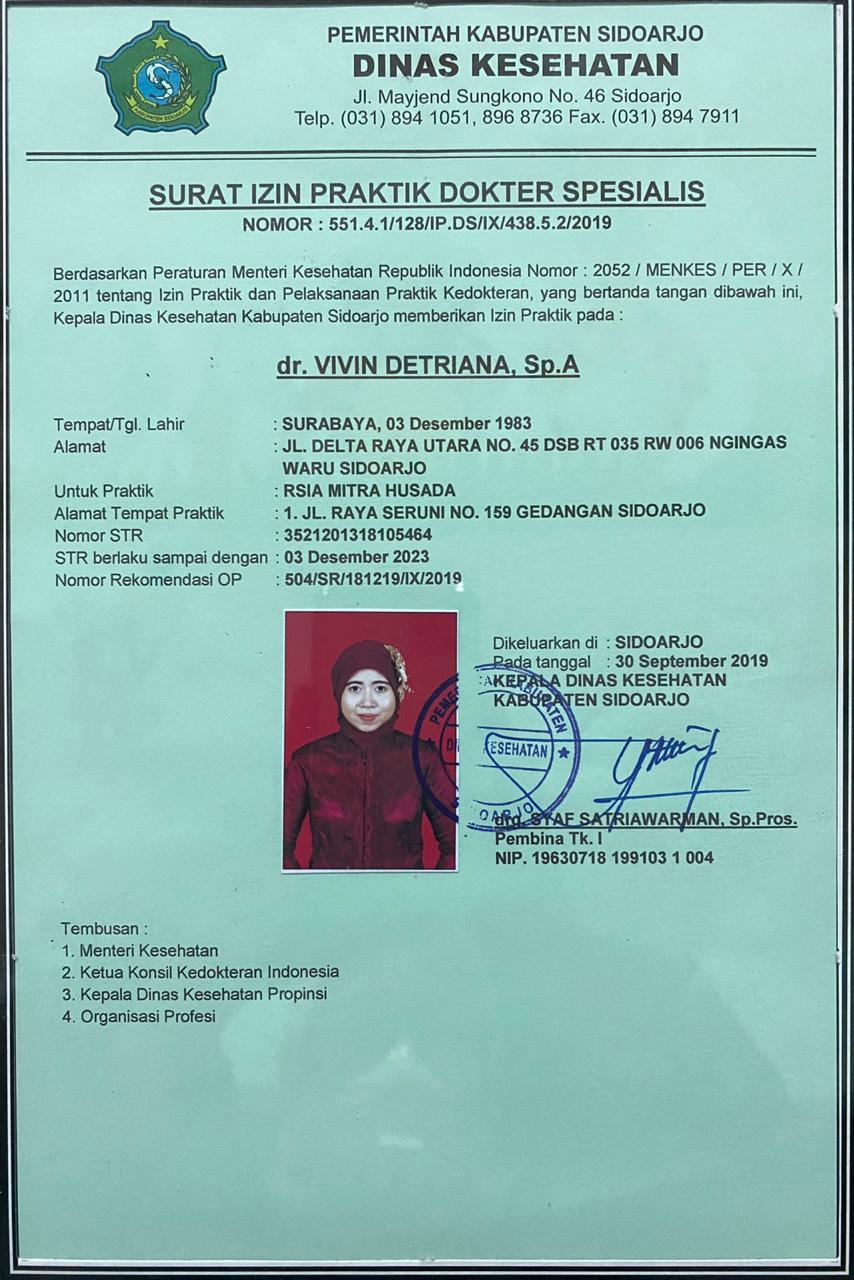 PEMERINTAH KABUPATEN SIDOARJO
DINAS KESEHATAN
Jl. Mayjend Sungkono No. 46 Sidoarjo
Telp. (031) 894 1051, 896 8736 Fax. (031) 894 7911
KABUPATEN SIDOARJO
SURAT IZIN PRAKTIK DOKTER SPESIALIS
NOMOR : 551.4.1/128/IP.DS/IX/438.5.2/2019
Berdasarkan Peraturan Menteri Kesehatan Republik Indonesia Nomor : 2052 / MENKES / PER / X /
2011 tentang Izin Praktik dan Pelaksanaan Praktik Kedokteran, yang bertanda tangan dibawah ini,
Kepala Dinas Kesehatan Kabupaten Sidoarjo memberikan Izin Praktik pada :
dr. VIVIN DETRIANA, Sp.A
Tempat/Tgl. Lahir : SURABAYA, 03 Desember 1983
Alamat : JL. DELTA RAYA UTARA NO. 45 DSB RT 035 RW 006 NGINGAS
WARU SIDOARJO
Untuk Praktik : RSIA MITRA HUSADA
Alamat Tempat Praktik : 1. JL. RAYA SERUNI NO. 159 GEDANGAN SIDOARJO
Nomor STR : 3521201318105464
STR berlaku sampai dengan : 03 Desember 2023
Nomor Rekomendasi OP : 504/SR/181219/IX/2019
Dikeluarkan di : SIDOARJO
Pada tanggal : 30 September 2019
KEPALA DINAS KESEHATAN
KABUPATEN SIDOARJO
KABUPATEN
KESEHATAN
drg. SYAF SATRIAWARMAN, Sp.Pros.
Pembina Tk. I
NIP. 19630718 199103 1 004
Tembusan :
1. Menteri Kesehatan
2. Ketua Konsil Kedokteran Indonesia
3. Kepala Dinas Kesehatan Propinsi
4. Organisasi Profesi